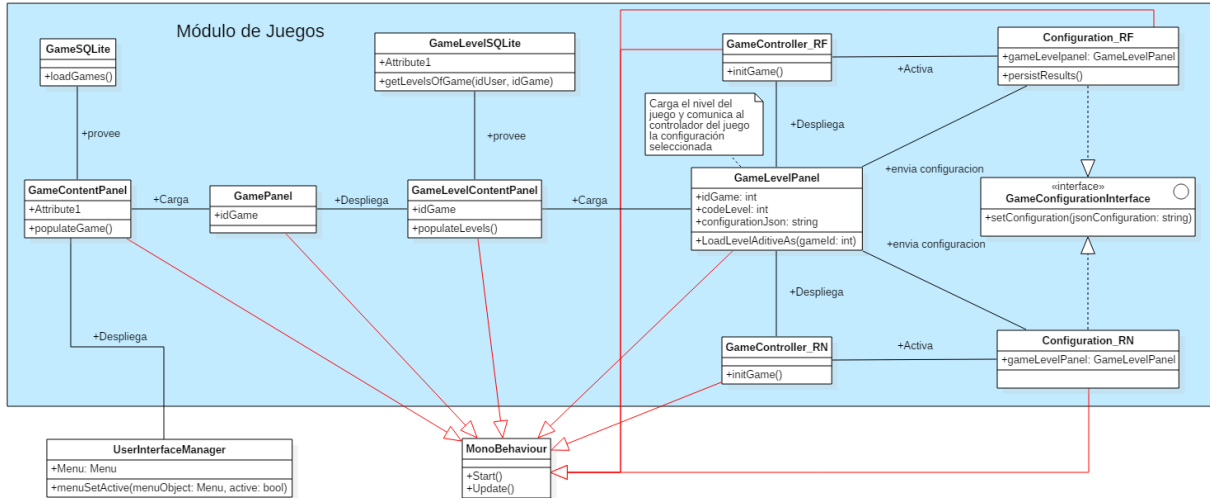 Módulo de Juegos
GameSQLite
+loadGames()
GameLevelSQLite
+Attribute1
+getLevelsOfGame(idUser, idGame)
GameController_RF
+initGame()
+Activa
Configuration_RF
+gameLevelpanel: GameLevelPanel
+persistResults()
Carga el nivel del
juego y comunica al
controlador del juego
la configuración
seleccionada
+Despliega
+provee
+provee
+envia configuracion
GameContentPanel
+Attribute1
+populateGame()
+Carga
GamePanel
+idGame
+Despliega
GameLevelContentPanel
+idGame
+populateLevels()
+Carga
GameLevelPanel
+idGame: int
+codeLevel: int
+configurationJson: string
+LoadLevelAditiveAs(gameId: int)
«interface»
GameConfigurationInterface
+setConfiguration(jsonConfiguration: string)
+envia configuracion
+Despliega
+Despliega
GameController_RN
+initGame()
+Activa
Configuration_RN
+gameLevelPanel: GameLevelPanel
UserInterfaceManager
+Menu: Menu
+menuSetActive(menuObject: Menu, active: bool)
MonoBehaviour
+Start()
+Update()